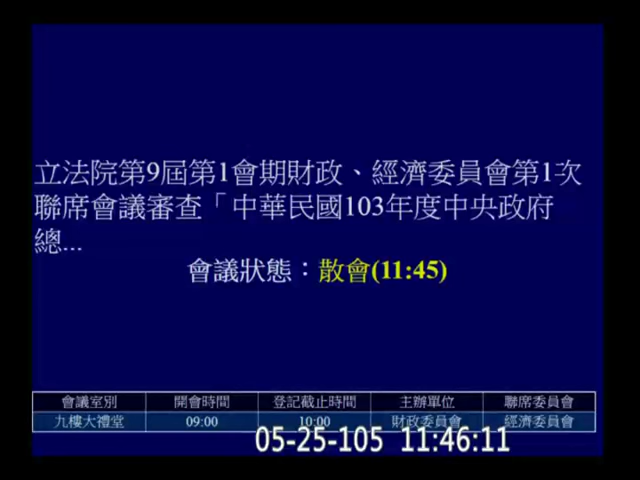 立法院第9屆第1會期財政、經濟委員會第1次
聯席會議審查「中華民國103年度中央政府
總...
會議狀態：散會(11:45)
會議室別 開會時間 登記截止時間 主辦單位 聯席委員會
九樓大禮堂 09:00 10:00 財政委員會 經濟委員會
05-25-105 11:46:11